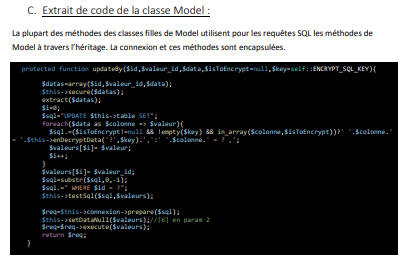 C. Extrait de code de la classe Model :
La plupart des méthodes des classes filles de Model utilisent pour les requêtes SQL les méthodes de
Model à travers l'héritage. La connexion et ces méthodes sont encapsulées.
protected function updateBy($id,$valeur_id,$data,$isToEncrypt=null,$key=self::ENCRYPT_SQL_KEY){
$datas=array($id,$valeur_id,$data);
$this->secure($datas);
extract($datas);
$i=0;
$sql="UPDATE $this->table SET";
foreach($data as $colonne => $valeur){
$sql.=($isToEncrypt!=null && !empty($key) && in_array($colonne,$isToEncrypt))?' '.$colonne.'
= '.$this->enDecryptData('?',$key).',':' '.$colonne.' = ? ,';
$valeurs[$i]= $valeur;
$i++;
}
$valeurs[$i]= $valeur_id;
$sql=substr($sql,0,-1);
$sql.=" WHERE $id = ?";
$this->testSql($sql,$valeurs);
$req=$this->connexion->prepare($sql);
$this->setDataNull($valeurs);//[6] en param 2
$req=$req->execute($valeurs);
return $req;
}